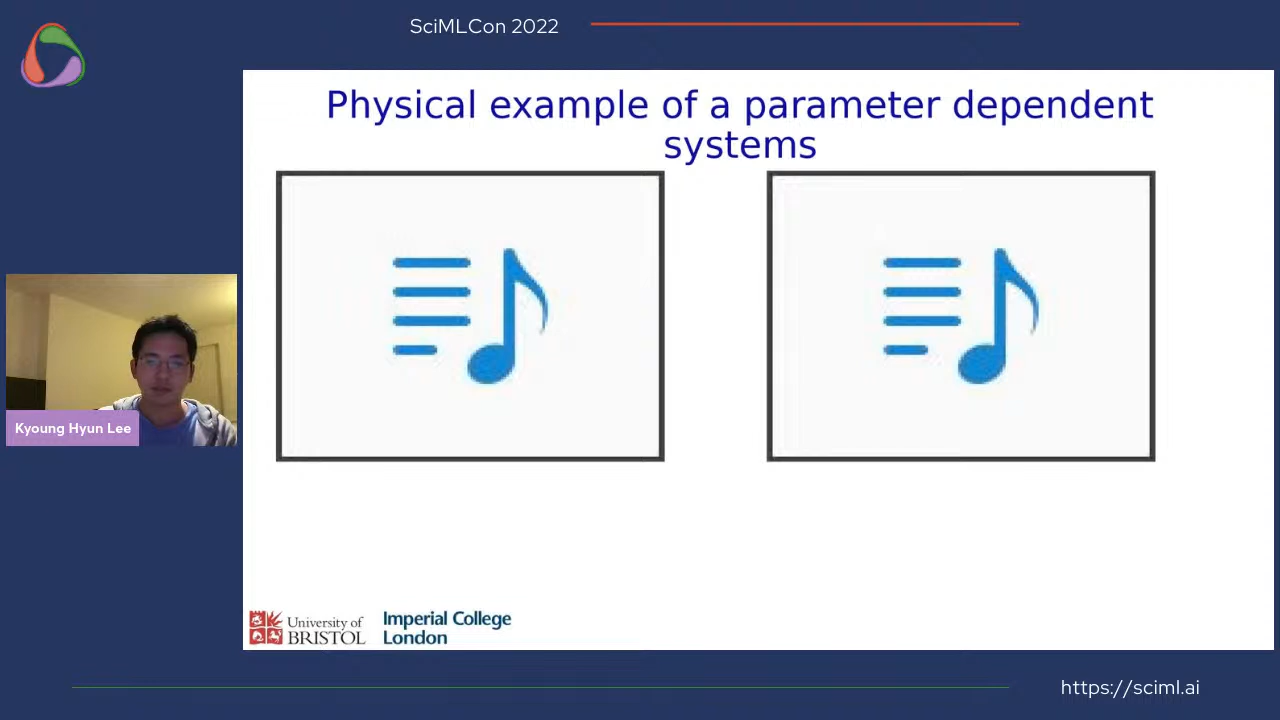 SciMLCon 2022
Physical example of a parameter dependent
systems
Kyoung Hyun Lee
University of
BRISTOL
Imperial College
London
https://sciml.ai